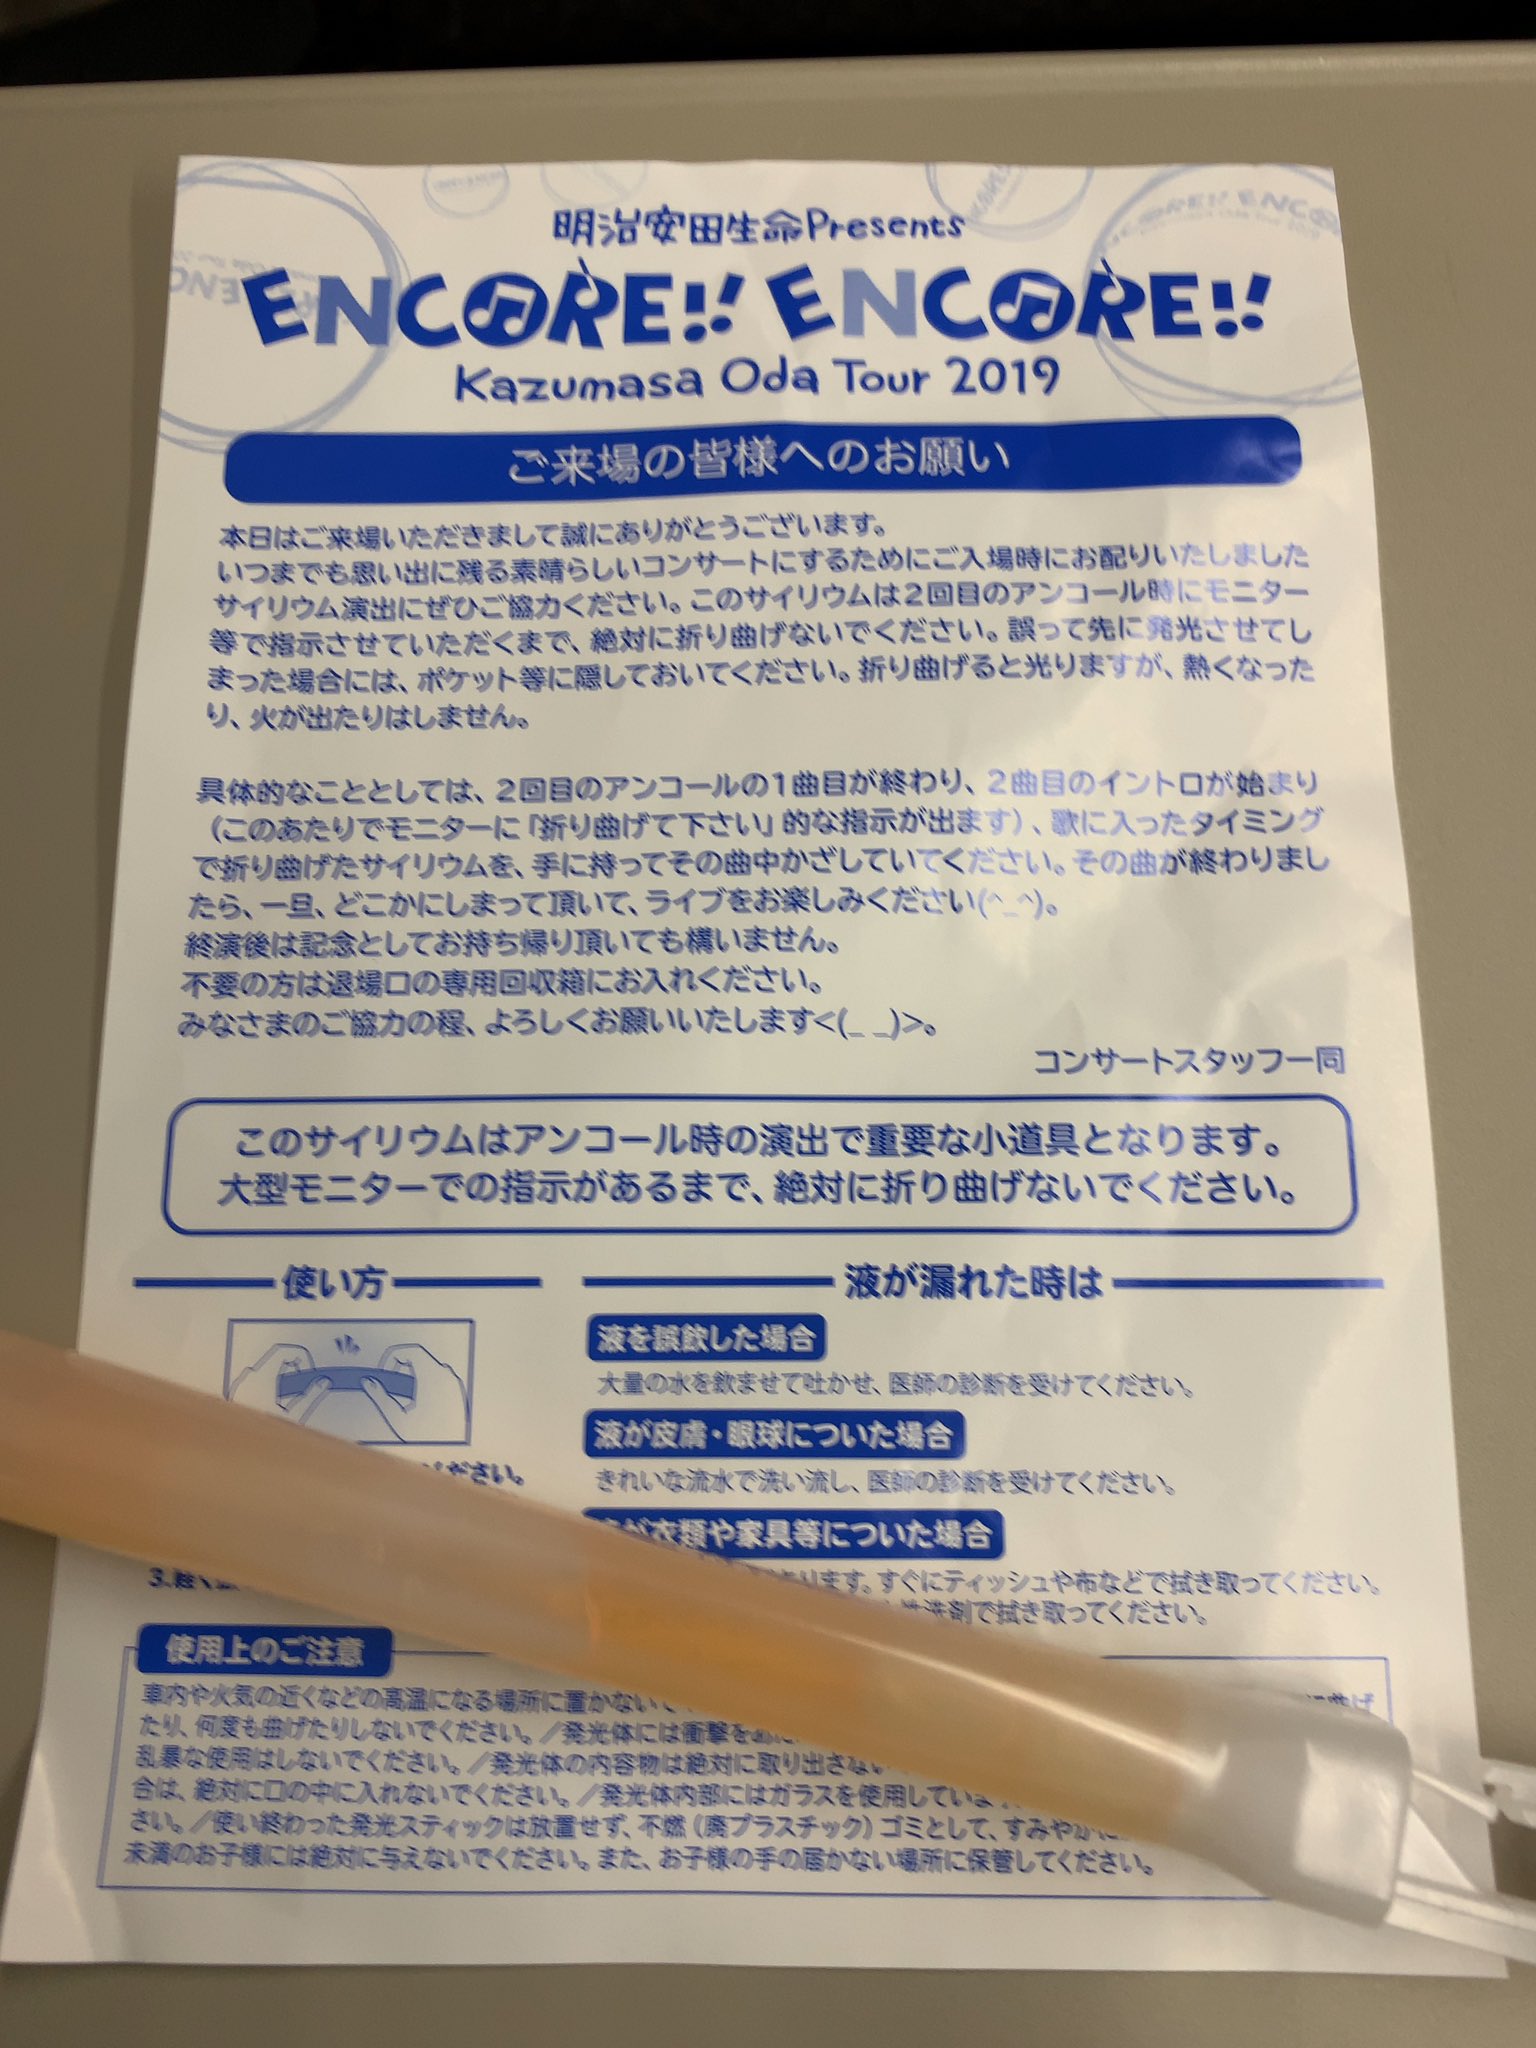 明治安田生命Presents
ENCORE!! ENCORE!!
Kazumasa Oda Tour 2019
ご来場の皆様へのお願い
本日はご来場いただきまして誠にありがとうございます。
いつまでも思い出に残る素晴らしいコンサートにするためにご入場時にお配りいたしました
サイリウム演出にぜひご協力ください。このサイリウムは2回目のアンコール時にモニター
等で指示させていただくまで、絶対に折り曲げないでください。誤って先に発光させてし
まった場合には、ポケット等に隠しておいてください。折り曲げると光りますが、熱くなった
り、火が出たりはしません。
具体的なこととしては、2回目のアンコールの1曲目が終わり、2曲目のイントロが始まり
（このあたりでモニターに「折り曲げて下さい」的な指示が出ます）、歌に入ったタイミング
で折り曲げたサイリウムを、手に持ってその曲中かざしていてください。その曲が終わりまし
たら、一旦、どこかにしまって頂いて、ライブをお楽しみください(^_^)。
終演後は記念としてお持ち帰り頂いても構いません。
不要の方は退場口の専用回収箱にお入れください。
みなさまのご協力の程、よろしくお願いいたします<(_ _)>。
コンサートスタッフ一同
このサイリウムはアンコール時の演出で重要な小道具となります。
大型モニターでの指示があるまで、絶対に折り曲げないでください。
使い方
ください。
3.軽く
液が漏れた時は
液を誤飲した場合
大量の水を飲ませて吐かせ、医師の診断を受けてください。
液が皮膚・眼球についた場合
きれいな流水で洗い流し、医師の診断を受けてください。
が衣類や家具等についた場合
あります。すぐにティッシュや布などで拭き取ってください。
洗剤で拭き取ってください。
使用上のご注意
車内や火気の近くなどの高温になる場所に置かないで 曲げ
たり、何度も曲げたりしないでください。／発光体には衝撃を
乱暴な使用はしないでください。／発光体の内容物は絶対に取り出さない
合は、絶対に口の中に入れないでください。／発光体内部にはガラスを使用していま
さい。／使い終わった発光スティックは放置せず、不燃（廃プラスチック）ゴミとして、すみやかに
未満のお子様には絶対に与えないでください。また、お子様の手の届かない場所に保管してください。